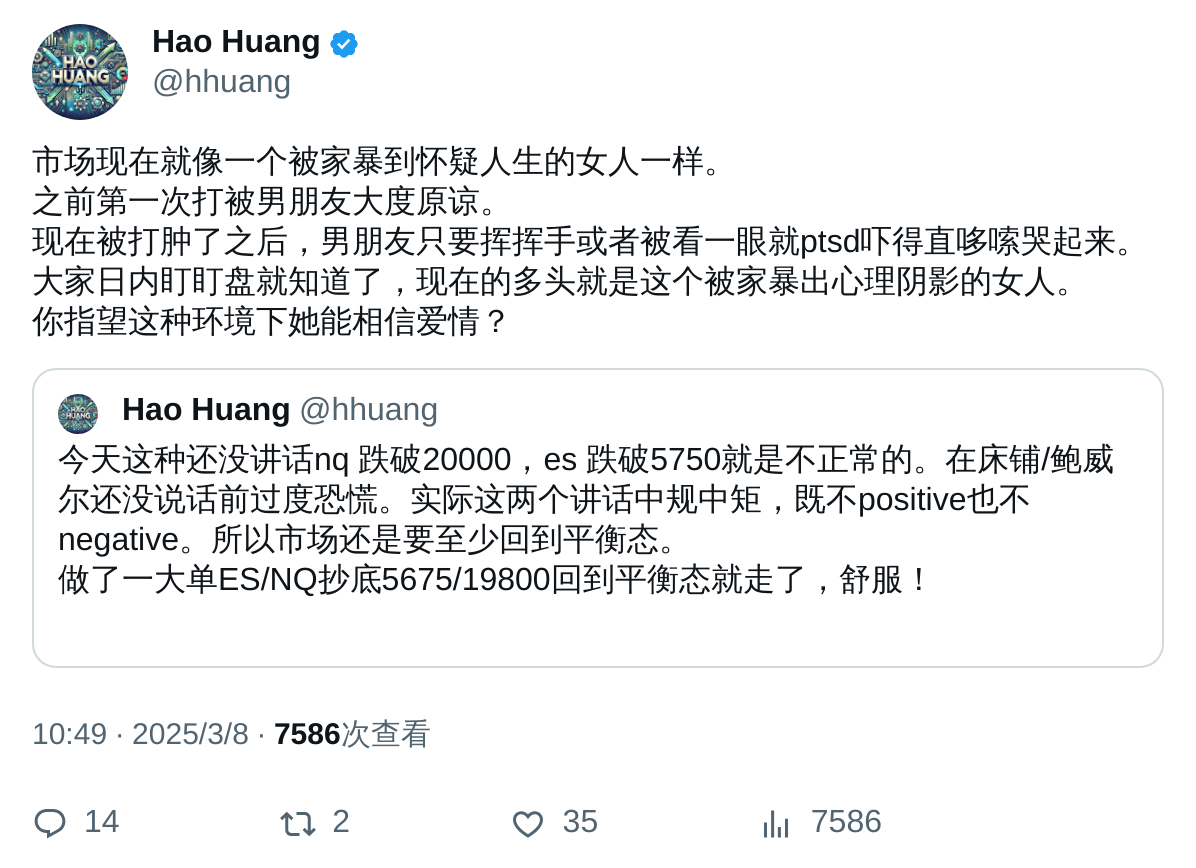 HAO
HUANG
Hao Huang
@hhuang
市场现在就像一个被家暴到怀疑人生的女人一样。
之前第一次打被男朋友大度原谅。
现在被打肿了之后，男朋友只要挥挥手或者被看一眼就ptsd吓得直哆嗦哭起来。
大家日内盯盯盘就知道了，现在的多头就是这个被家暴出心理阴影的女人。
你指望这种环境下她能相信爱情？
HAO
HUANG
Hao Huang @hhuang
今天这种还没讲话nq 跌破20000，es 跌破5750就是不正常的。在床铺/鲍威
尔还没说话前过度恐慌。实际这两个讲话中规中矩，既不positive也不
negative。所以市场还是要至少回到平衡态。
做了一大单ES/NQ抄底5675/19800回到平衡态就走了，舒服！
10:49 · 2025/3/8 · 7586次查看
14 2 35 7586